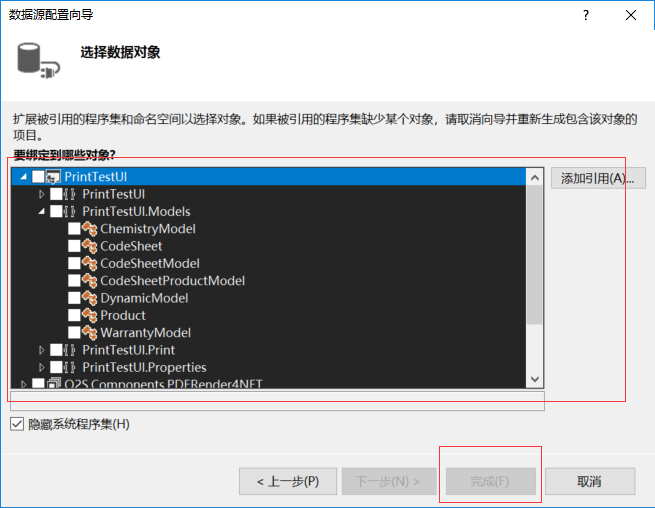 数据源配置向导
?
选择数据对象
扩展被引用的程序集和命名空间以选择对象。如果被引用的程序集缺少某个对象，请取消向导并重新生成包含该对象的
项目。
要绑定到哪些对象?
PrintTestUI
添加引用(A)...
{} PrintTestUI
{} PrintTestUI.Models
ChemistryModel
CodeSheet
CodeSheetModel
CodeSheetProductModel
DynamicModel
Product
WarrantyModel
{} PrintTestUI.Print
{} PrintTestUI.Properties
O2S.Components.PDFRender4NET
隐藏系统程序集(H)
< 上一步(P)
下一步(N) >
完成(F)
取消